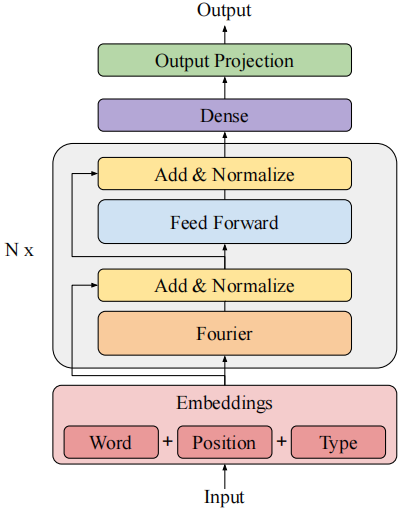 Output
Output Projection
Dense
Add & Normalize
Feed Forward
N x
Add & Normalize
Fourier
Embeddings
Word + Position + Type
Input